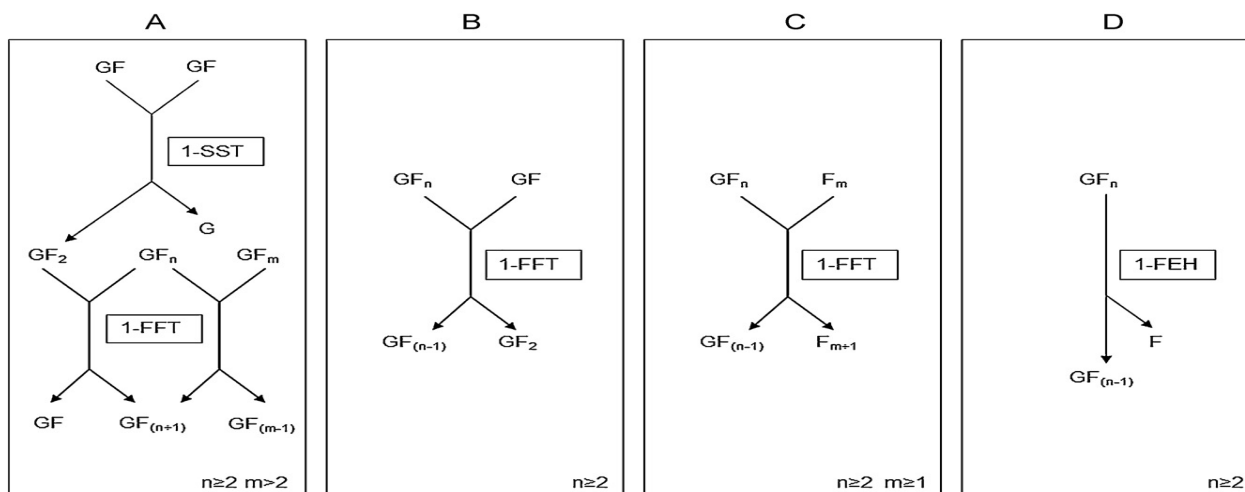 A B C D
GF GF
1-SST
GFₙ GF
GFₙ Fₘ
GFₙ
G
GF₂ GFₙ GFₘ
1-FFT
1-FFT
1-FFT
1-FEH
GF₍ₙ₋₁₎ GF₂
GF₍ₙ₋₁₎ Fₘ₊₁
F
GF₍ₙ₋₁₎
GF GF₍ₙ₊₁₎ GF₍ₘ₋₁₎
n≥2 m>2
n≥2
n≥2 m≥1
n≥2